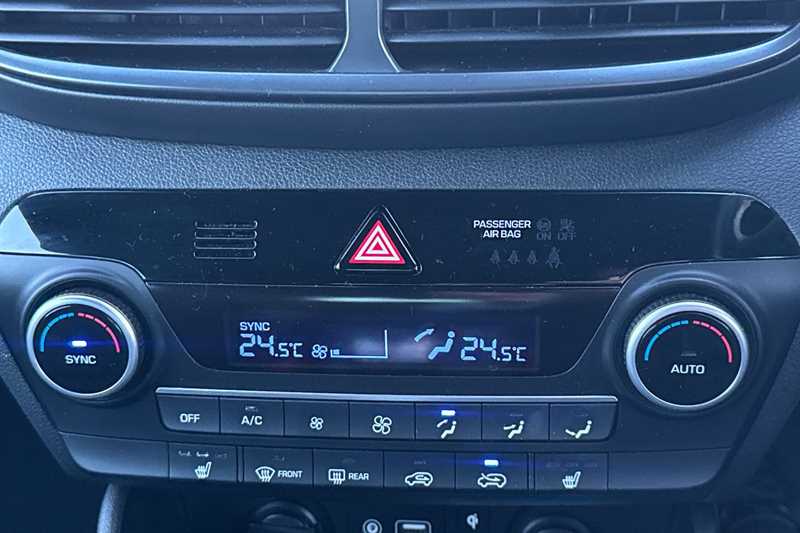 PASSENGER
AIR BAG ON OFF
SYNC
24.5°C 24.5°C
SYNC
AUTO
OFF A/C
FRONT REAR